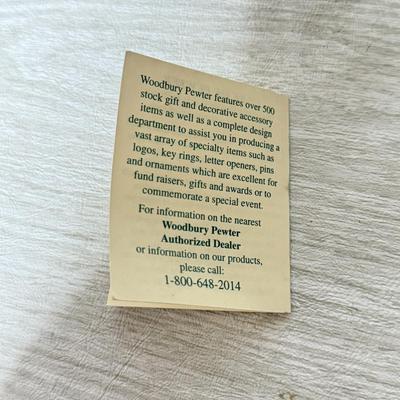 Woodbury Pewter features over 500
stock gift and decorative accessory
items as well as a complete design
department to assist you in producing a
vast array of specialty items such as
logos, key rings, letter openers, pins
and ornaments which are excellent for
fund raisers, gifts and awards or to
commemorate a special event.
For information on the nearest
Woodbury Pewter
Authorized Dealer
or information on our products,
please call:
1-800-648-2014